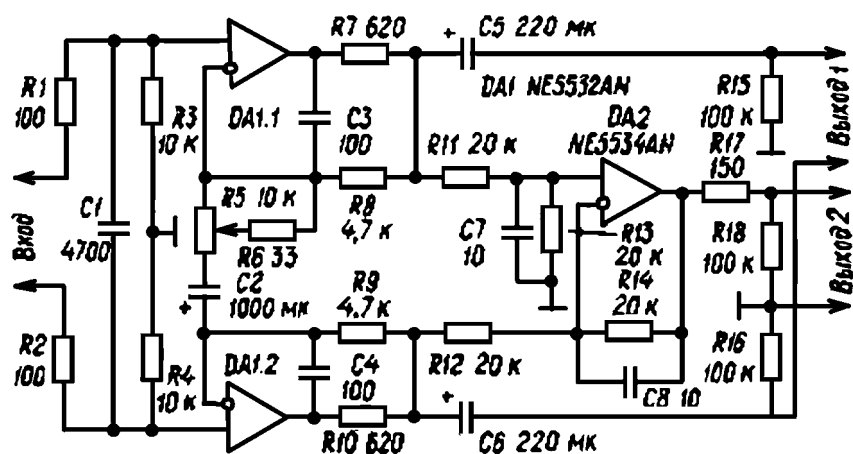 R7 620
C5 220 мк
R1
100
R3
10 к
DA1.1
C3
100
DA1 NE5532AN
R15
100 к
Выход 1
DA2
NE5534AN
R17
150
R11 20 к
R5 10 к
R8
4,7 к
C1
4700
Вход
R6 33
C2
1000 мк
+
C7
10
R13
20 к
R14
20 к
R18
100 к
Выход 2
R9
4,7 к
R2
100
R4
10 к
DA1.2
C4
100
R12 20 к
R16
100 к
C8 10
R10 620
+
C6 220 мк
+